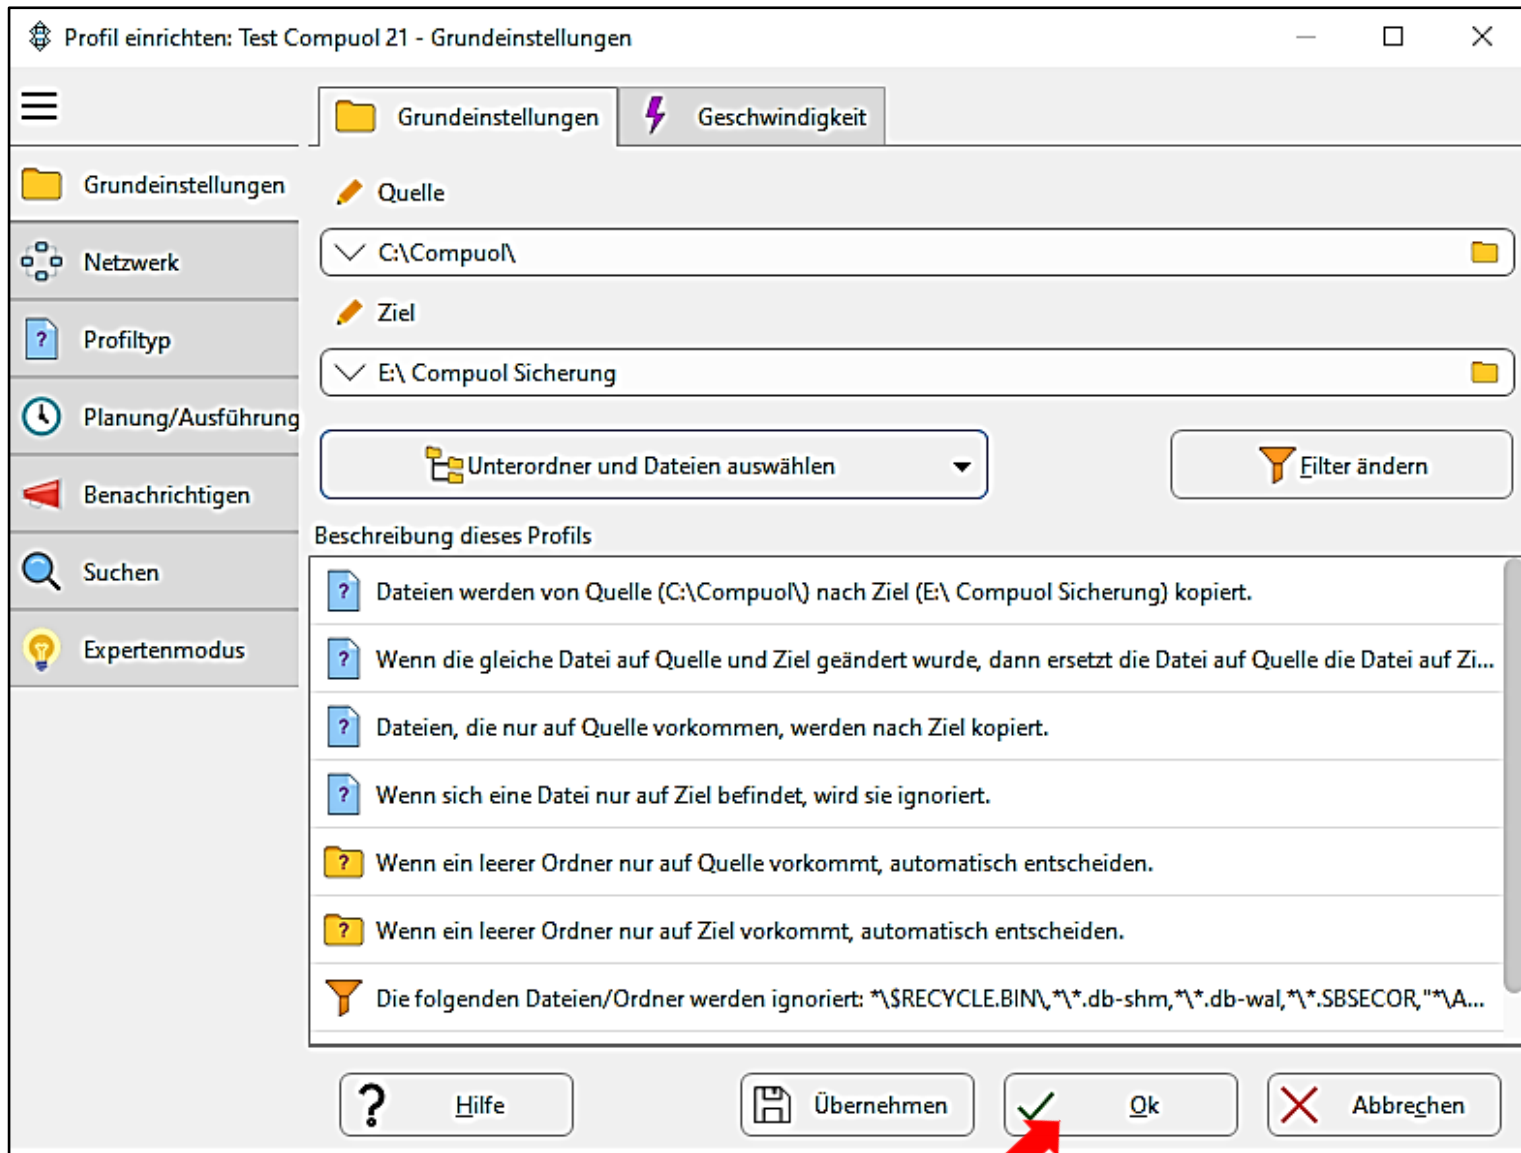 Profil einrichten: Test Compuol 21 - Grundeinstellungen
Grundeinstellungen
Geschwindigkeit
Grundeinstellungen
Netzwerk
Profiltyp
Planung/Ausführung
Benachrichtigen
Suchen
Expertenmodus
Quelle
C:\Compuol\
Ziel
E:\ Compuol Sicherung
Unterordner und Dateien auswählen
Filter ändern
Beschreibung dieses Profils
Dateien werden von Quelle (C:\Compuol\) nach Ziel (E:\ Compuol Sicherung) kopiert.
Wenn die gleiche Datei auf Quelle und Ziel geändert wurde, dann ersetzt die Datei auf Quelle die Datei auf Zi...
Dateien, die nur auf Quelle vorkommen, werden nach Ziel kopiert.
Wenn sich eine Datei nur auf Ziel befindet, wird sie ignoriert.
Wenn ein leerer Ordner nur auf Quelle vorkommt, automatisch entscheiden.
Wenn ein leerer Ordner nur auf Ziel vorkommt, automatisch entscheiden.
Die folgenden Dateien/Ordner werden ignoriert: *\$RECYCLE.BIN\,*\*.db-shm,*\*.db-wal,*\*.SBSECOR,"*\A...
Hilfe
Übernehmen
Ok
Abbrechen